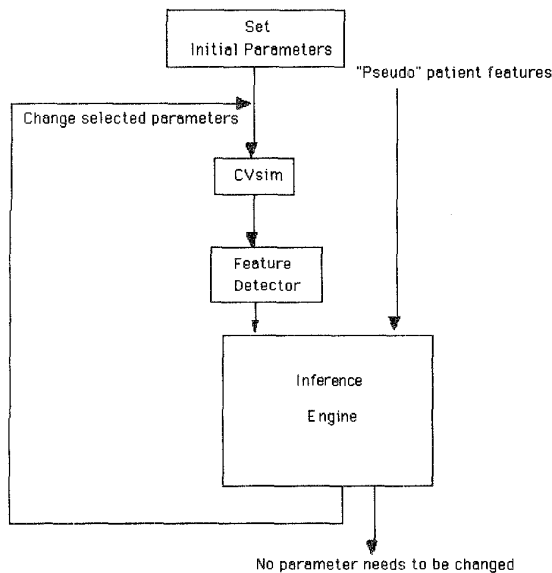 Set
Initial Parameters
"Pseudo" patient features
Change selected parameters
CVsim
Feature
Detector
Inference
Engine
No parameter needs to be changed